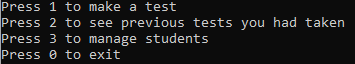 Press 1 to make a test
Press 2 to see previous tests you had taken
Press 3 to manage students
Press 0 to exit